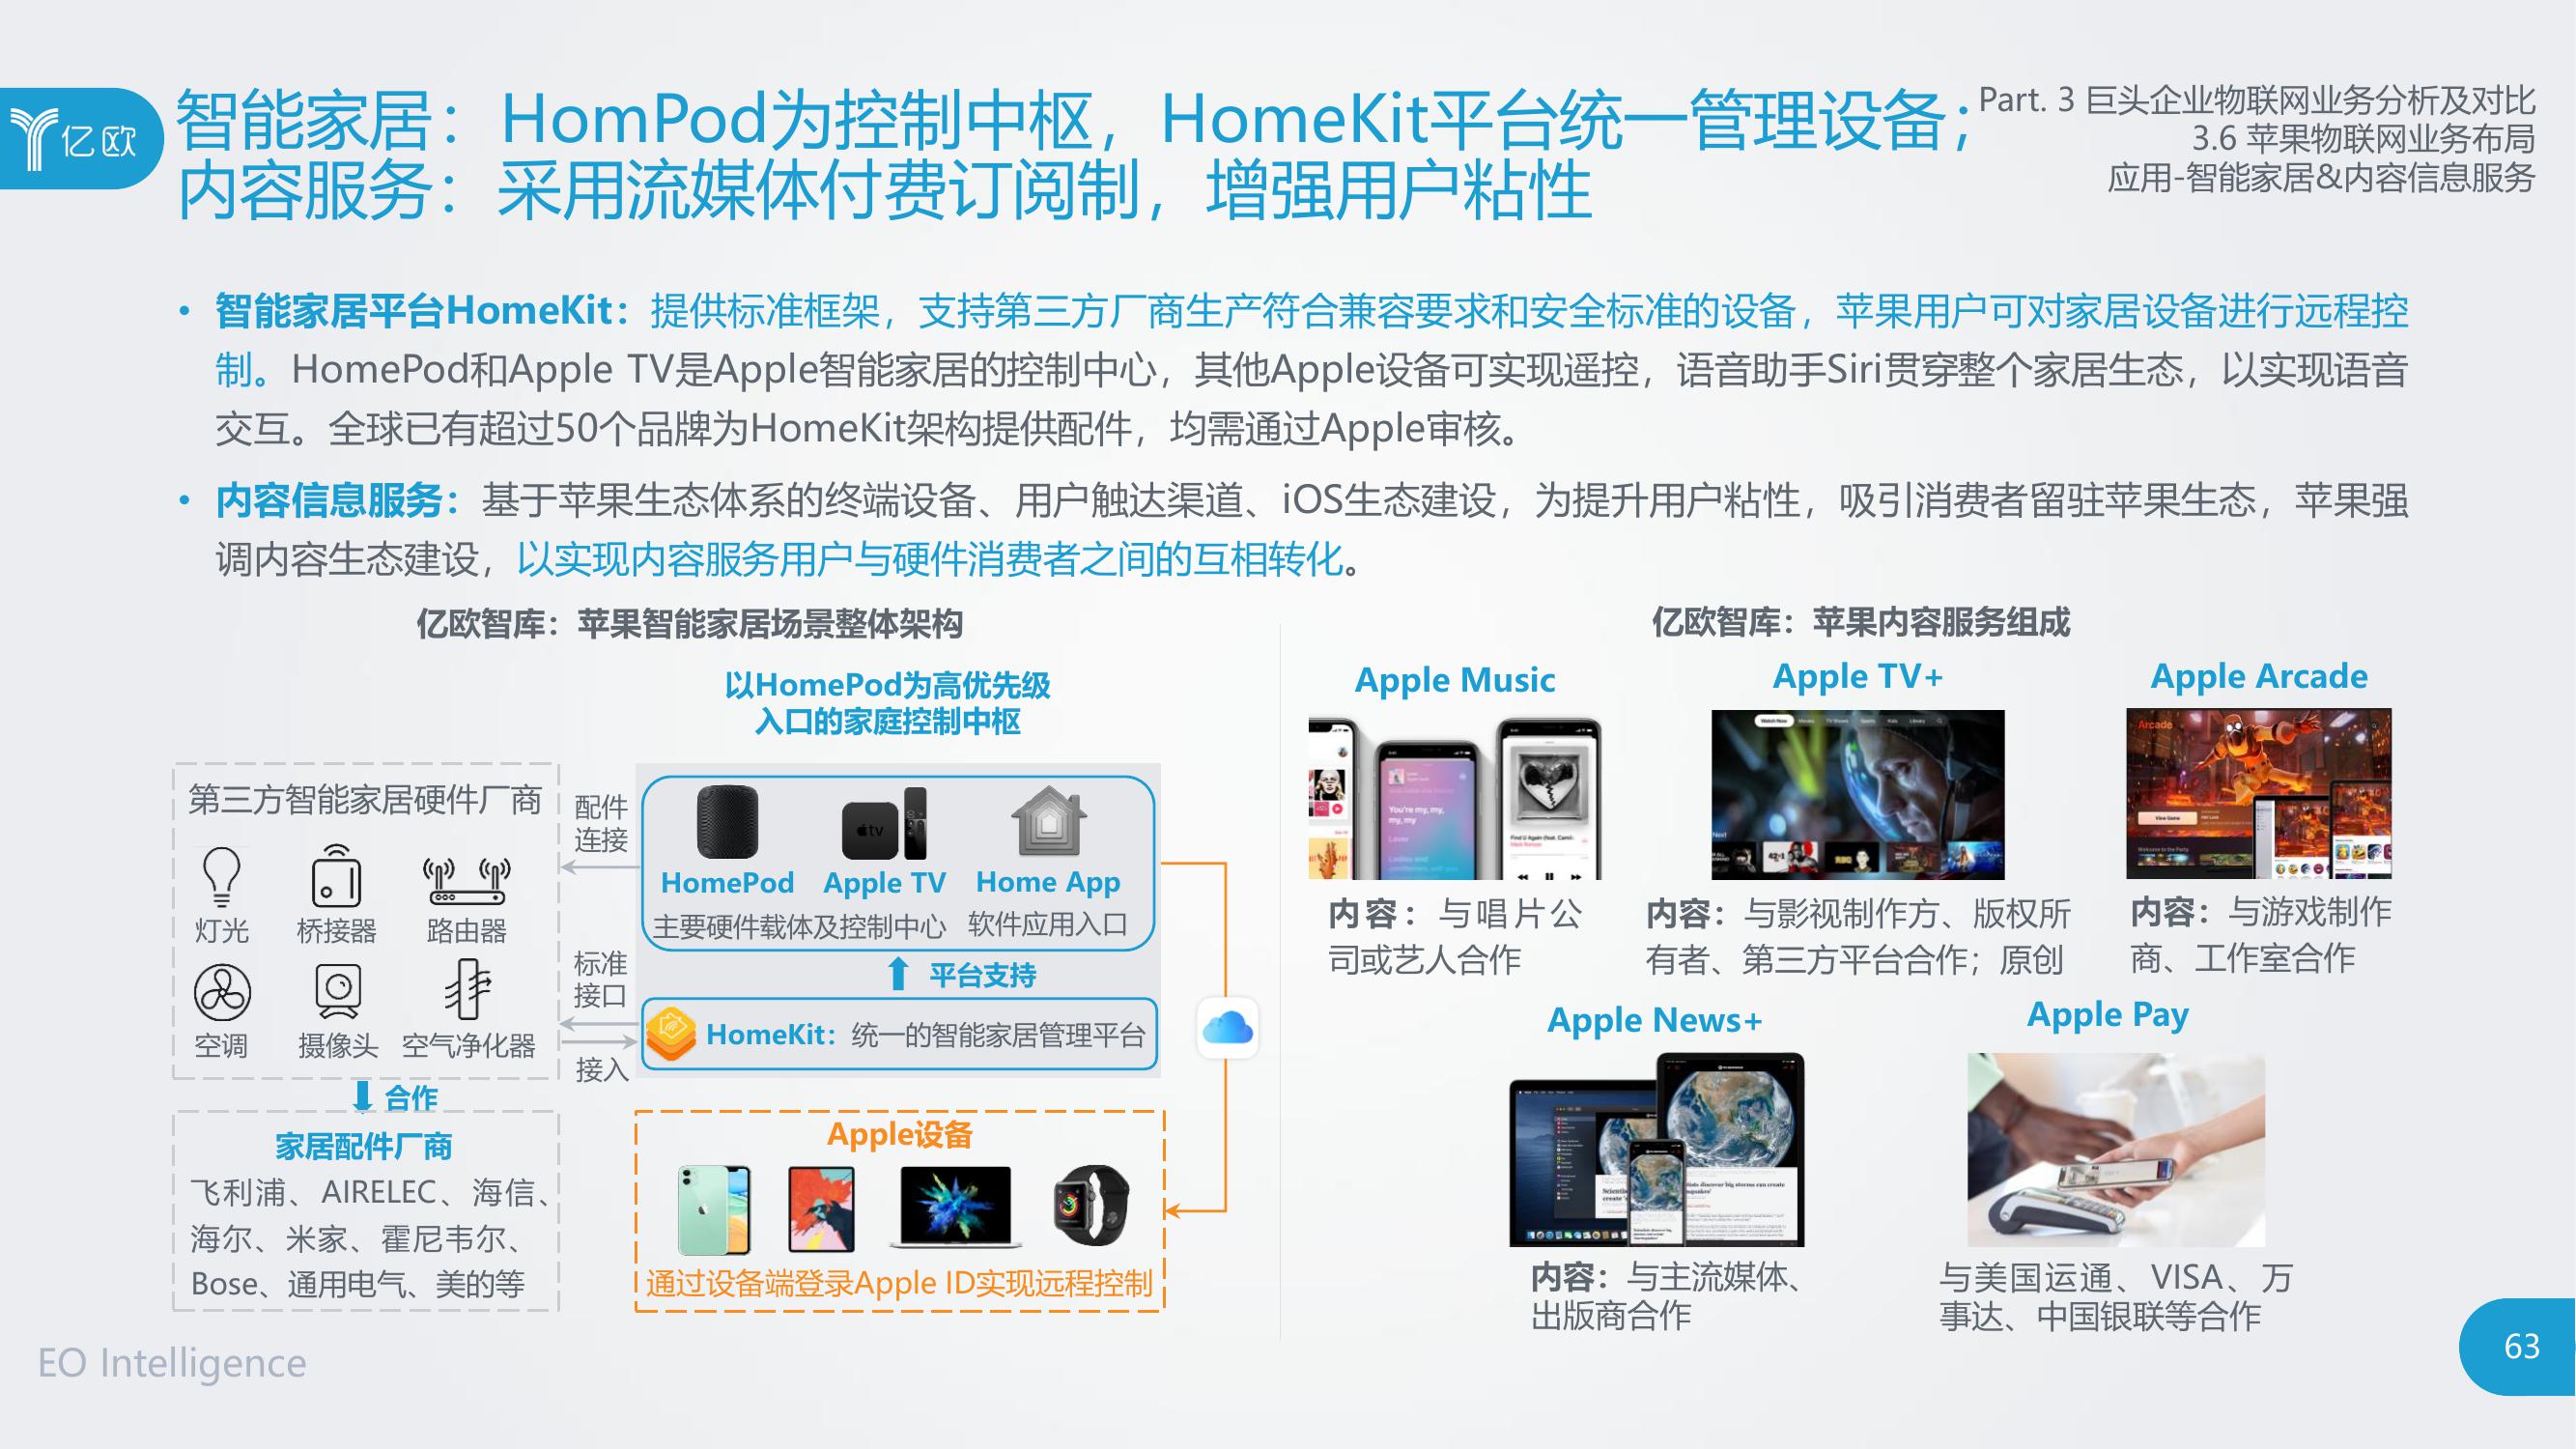 亿欧
智能家居：HomPod为控制中枢，HomeKit平台统一管理设备；
内容服务：采用流媒体付费订阅制，增强用户粘性
Part. 3 巨头企业物联网业务分析及对比
3.6 苹果物联网业务布局
应用-智能家居&内容信息服务
• 智能家居平台HomeKit：提供标准框架，支持第三方厂商生产符合兼容要求和安全标准的设备，苹果用户可对家居设备进行远程控
制。HomePod和Apple TV是Apple智能家居的控制中心，其他Apple设备可实现遥控，语音助手Siri贯穿整个家居生态，以实现语音
交互。全球已有超过50个品牌为HomeKit架构提供配件，均需通过Apple审核。
• 内容信息服务：基于苹果生态体系的终端设备、用户触达渠道、iOS生态建设，为提升用户粘性，吸引消费者留驻苹果生态，苹果强
调内容生态建设，以实现内容服务用户与硬件消费者之间的互相转化。
亿欧智库：苹果智能家居场景整体架构
以HomePod为高优先级
入口的家庭控制中枢
第三方智能家居硬件厂商
灯光 桥接器 路由器
空调 摄像头 空气净化器
配件
连接
标准
接口
接入
tv
HomePod Apple TV Home App
主要硬件载体及控制中心 软件应用入口
平台支持
HomeKit：统一的智能家居管理平台
合作
家居配件厂商
飞利浦、AIRELEC、海信、
海尔、米家、霍尼韦尔、
Bose、通用电气、美的等
Apple设备
通过设备端登录Apple ID实现远程控制
亿欧智库：苹果内容服务组成
Apple Music
You're my, my,
my, my
内容：与唱片公
司或艺人合作
Apple TV+
Watch Now
内容：与影视制作方、版权所
有者、第三方平台合作；原创
Apple Arcade
Arcade
View Game
内容：与游戏制作
商、工作室合作
Apple News+
内容：与主流媒体、
出版商合作
Apple Pay
与美国运通、VISA、万
事达、中国银联等合作
EO Intelligence
63